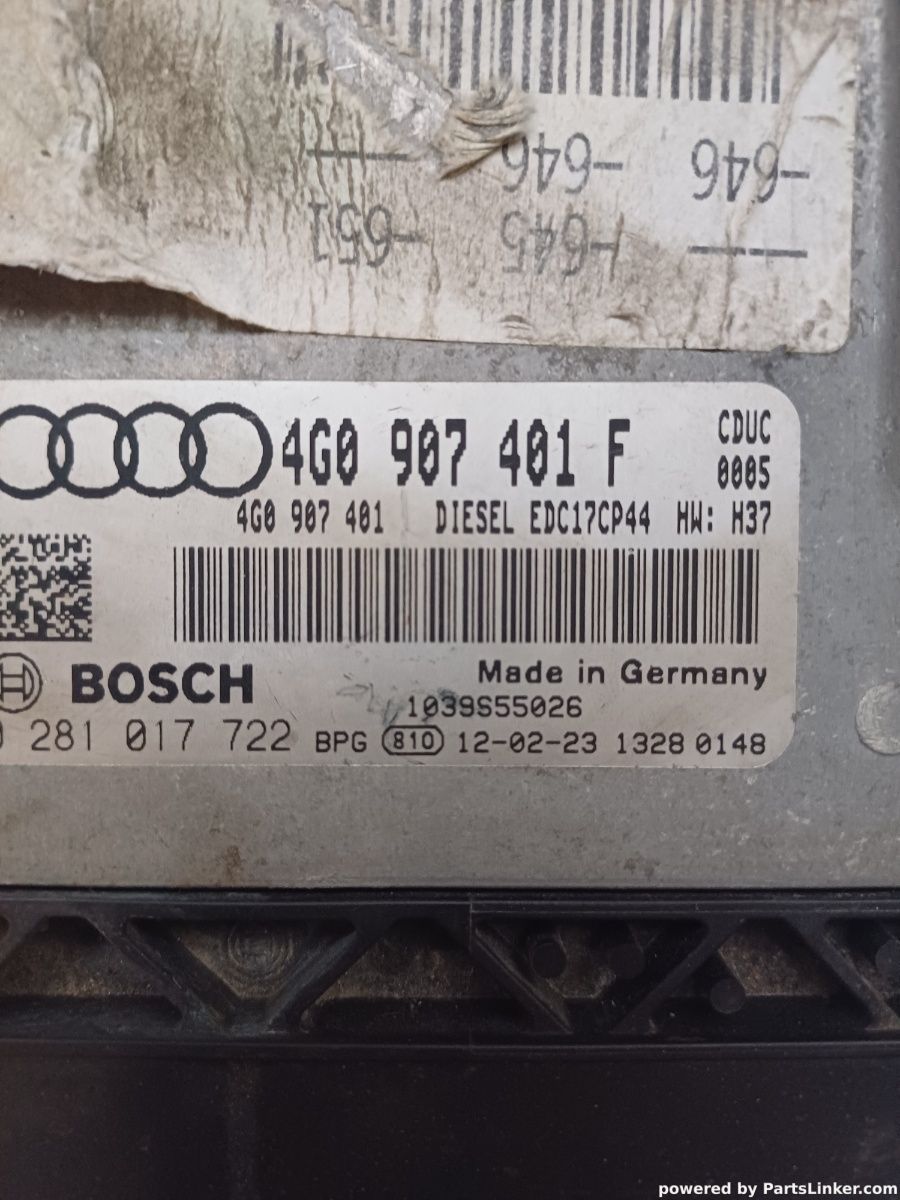 -646 -646
-645 -651
4G0 907 401 F
CDUC
0005
4G0 907 401 DIESEL EDC17CP44 HW: H37
BOSCH
Made in Germany
1039S55026
281 017 722 BPG 810 12-02-23 1328 0148
powered by PartsLinker.com